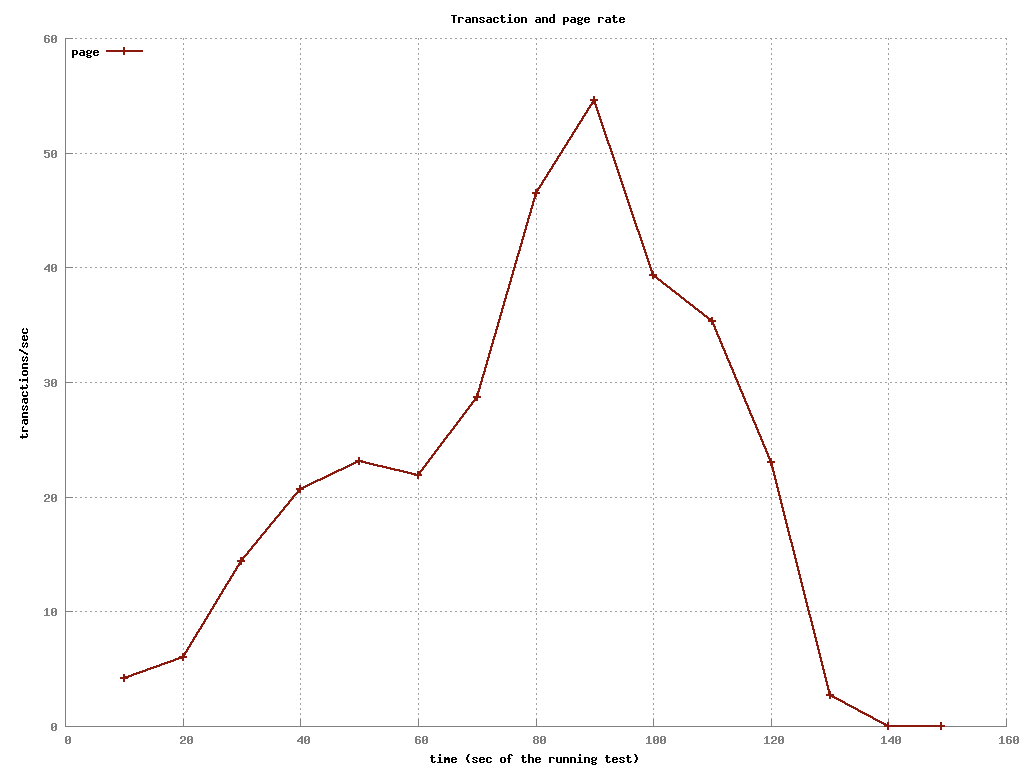 Transaction and page rate
60
page
50
40
30
20
10
0
transactions/sec
0 20 40 60 80 100 120 140 160
time (sec of the running test)